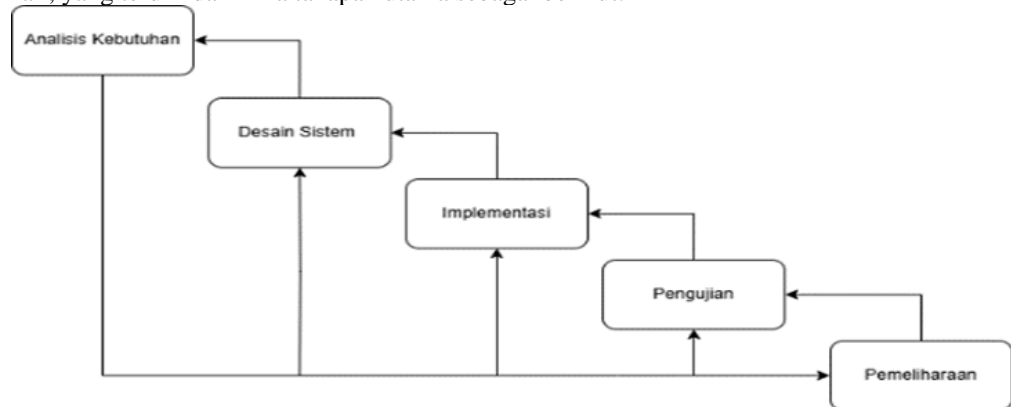 Analisis Kebutuhan
Desain Sistem
Implementasi
Pengujian
Pemeliharaan